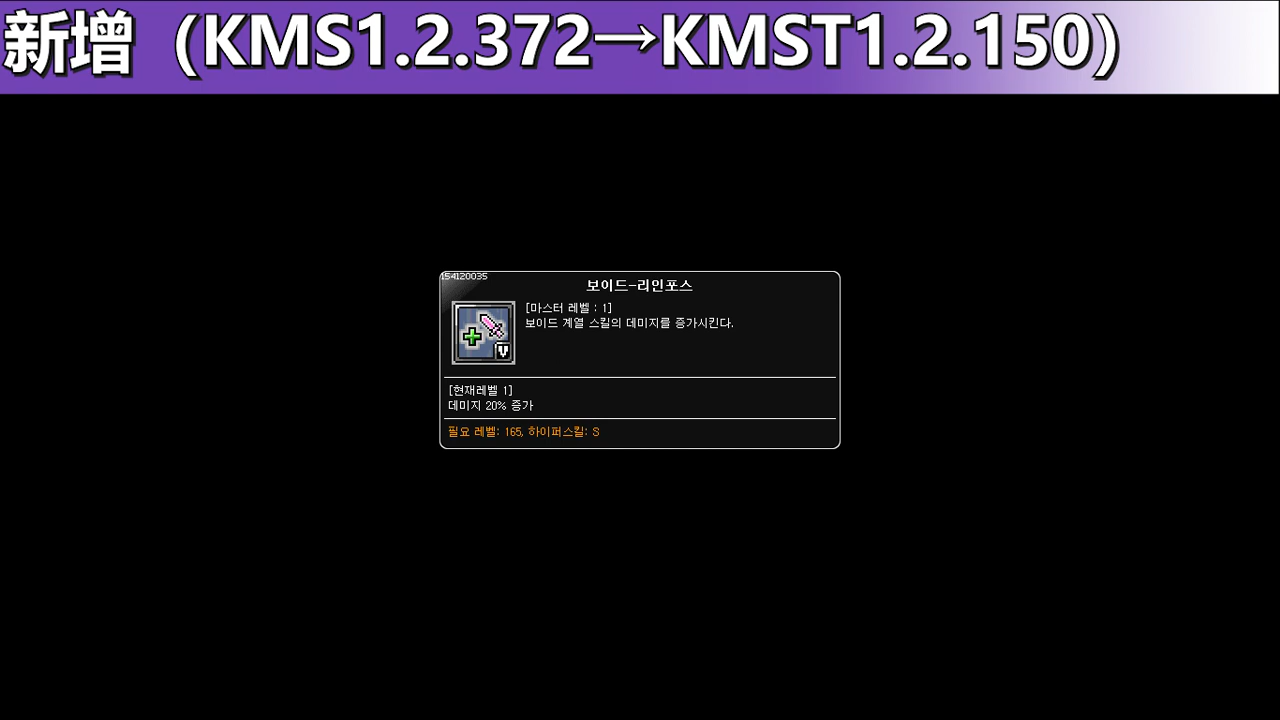 新增（KMS1.2.372→KMST1.2.150)
154120035
보이드-리인포스
[마스터 레벨 : 1]
보이드 계열 스킬의 데미지를 증가시킨다.
V
[현재레벨 1]
데미지 20% 증가
필요 레벨: 165, 하이퍼스킬: S